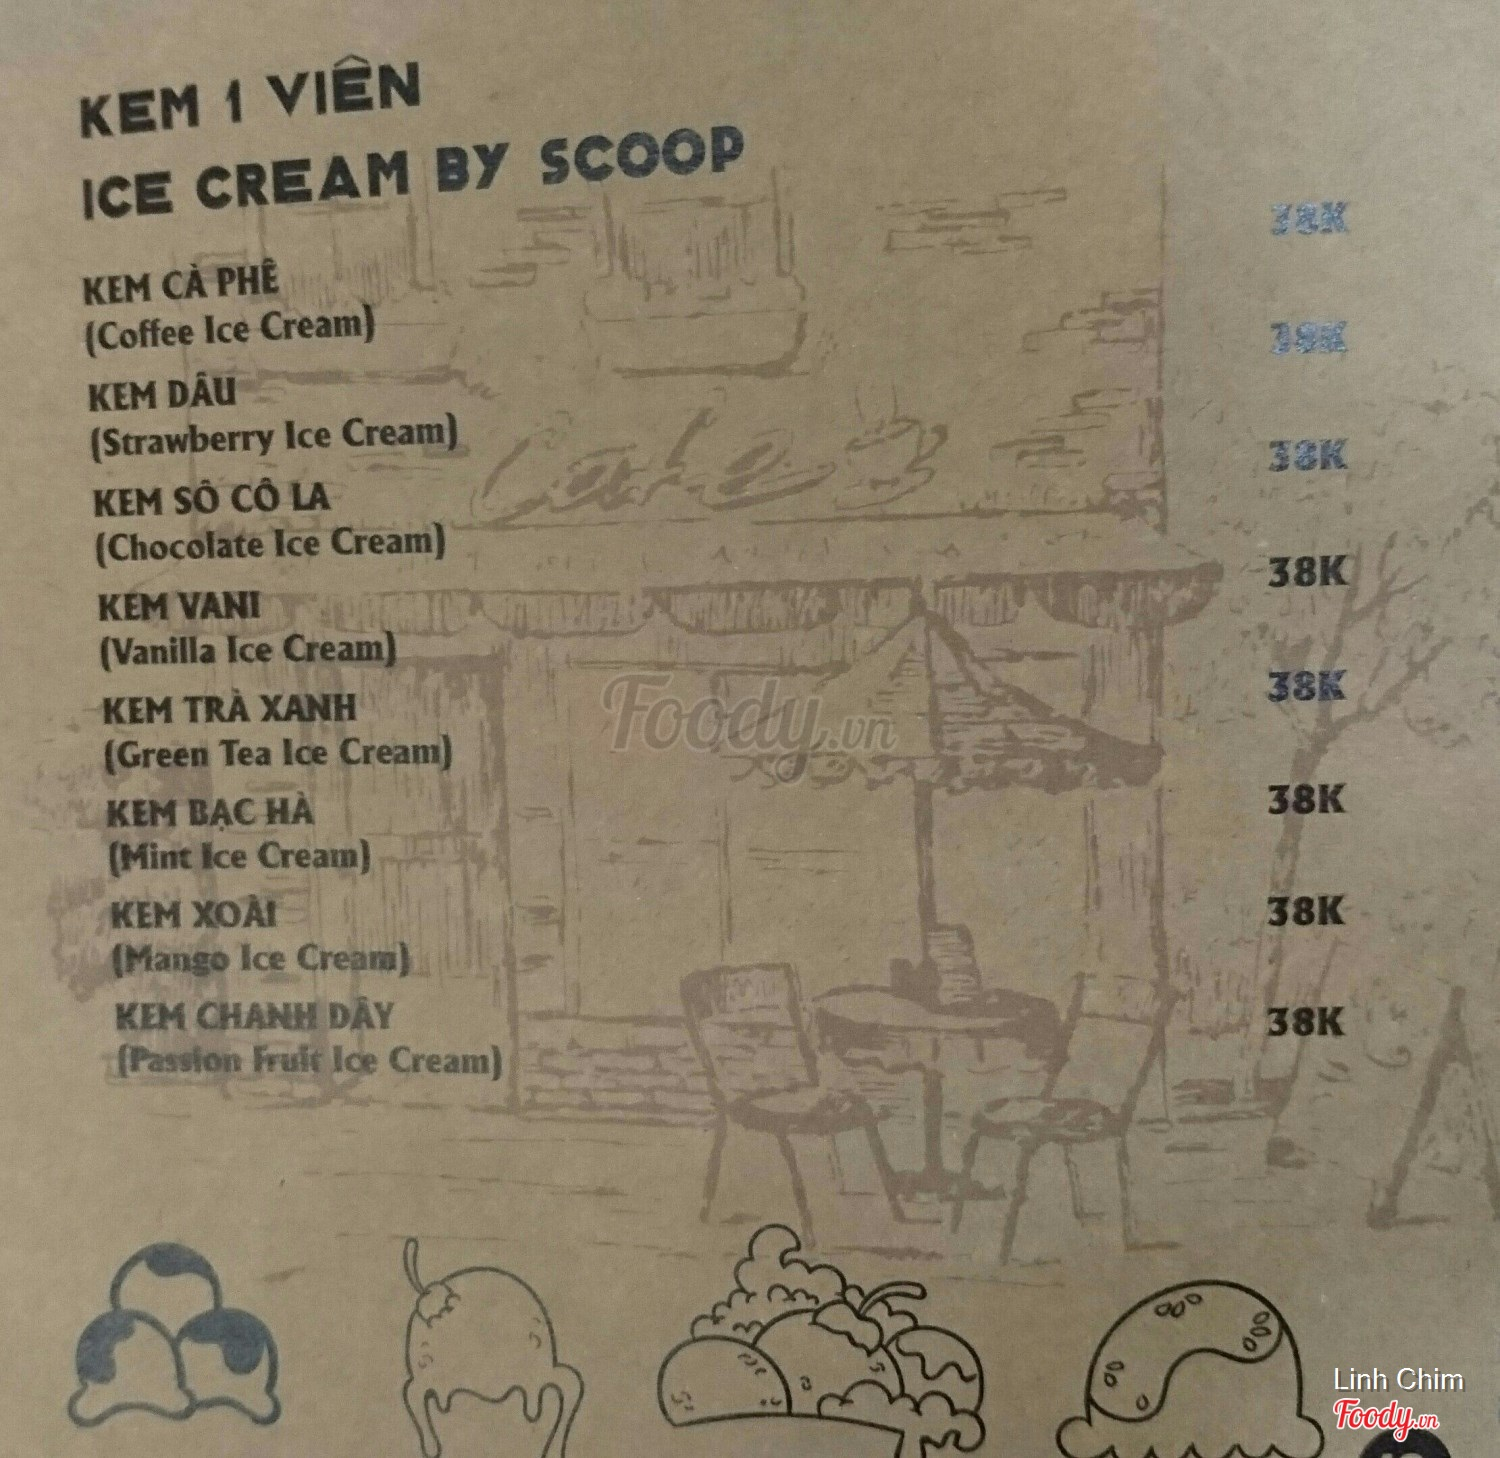 KEM 1 VIÊN
ICE CREAM BY SCOOP
KEM CÀ PHÊ 38K
(Coffee Ice Cream)
KEM DÂU 38K
(Strawberry Ice Cream)
KEM SÔ CÔ LA 38K
(Chocolate Ice Cream)
KEM VANI 38K
(Vanilla Ice Cream)
KEM TRÀ XANH 38K
(Green Tea Ice Cream)
KEM BẠC HÀ 38K
(Mint Ice Cream)
KEM XOÀI 38K
(Mango Ice Cream)
KEM CHANH DÂY 38K
(Passion Fruit Ice Cream)
Cafe
Foody.vn
Linh Chim
Foody.vn